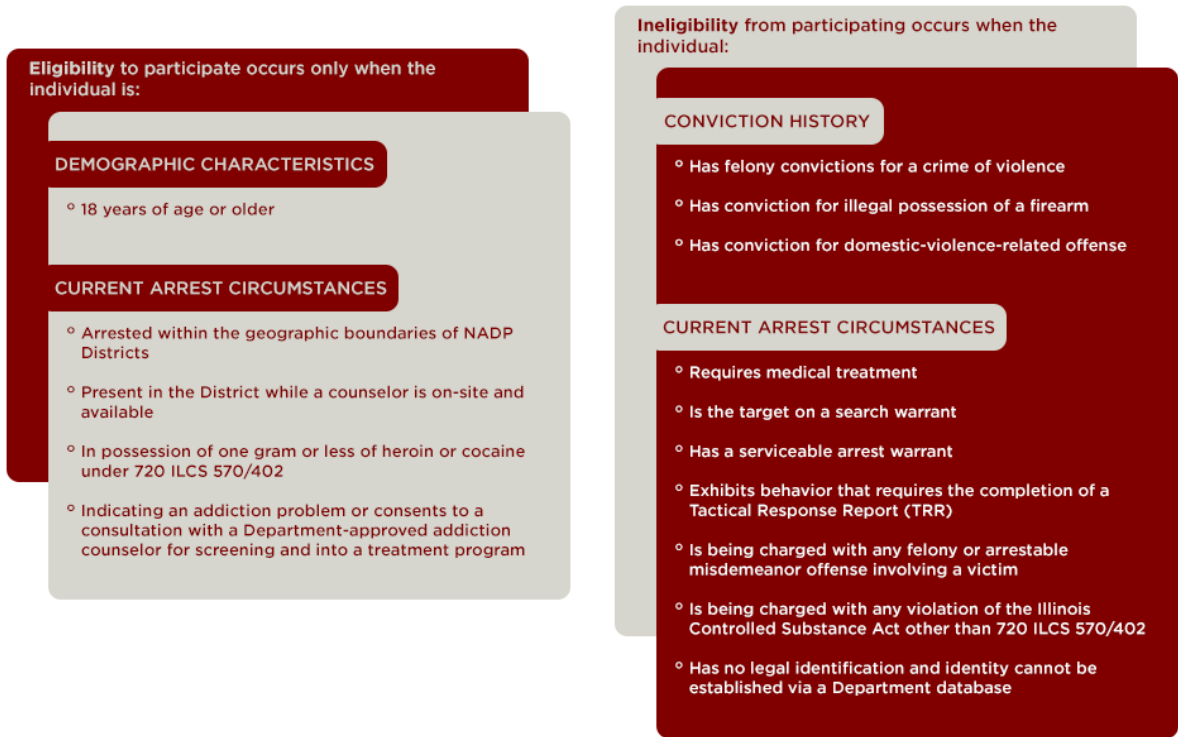 Eligibility to participate occurs only when the
individual is:
DEMOGRAPHIC CHARACTERISTICS
° 18 years of age or older
CURRENT ARREST CIRCUMSTANCES
° Arrested within the geographic boundaries of NADP
Districts
° Present in the District while a counselor is on-site and
available
° In possession of one gram or less of heroin or cocaine
under 720 ILCS 570/402
° Indicating an addiction problem or consents to a
consultation with a Department-approved addiction
counselor for screening and into a treatment program
Ineligibility from participating occurs when the
individual:
CONVICTION HISTORY
° Has felony convictions for a crime of violence
° Has conviction for illegal possession of a firearm
° Has conviction for domestic-violence-related offense
CURRENT ARREST CIRCUMSTANCES
° Requires medical treatment
° Is the target on a search warrant
° Has a serviceable arrest warrant
° Exhibits behavior that requires the completion of a
Tactical Response Report (TRR)
° Is being charged with any felony or arrestable
misdemeanor offense involving a victim
° Is being charged with any violation of the Illinois
Controlled Substance Act other than 720 ILCS 570/402
° Has no legal identification and identity cannot be
established via a Department database